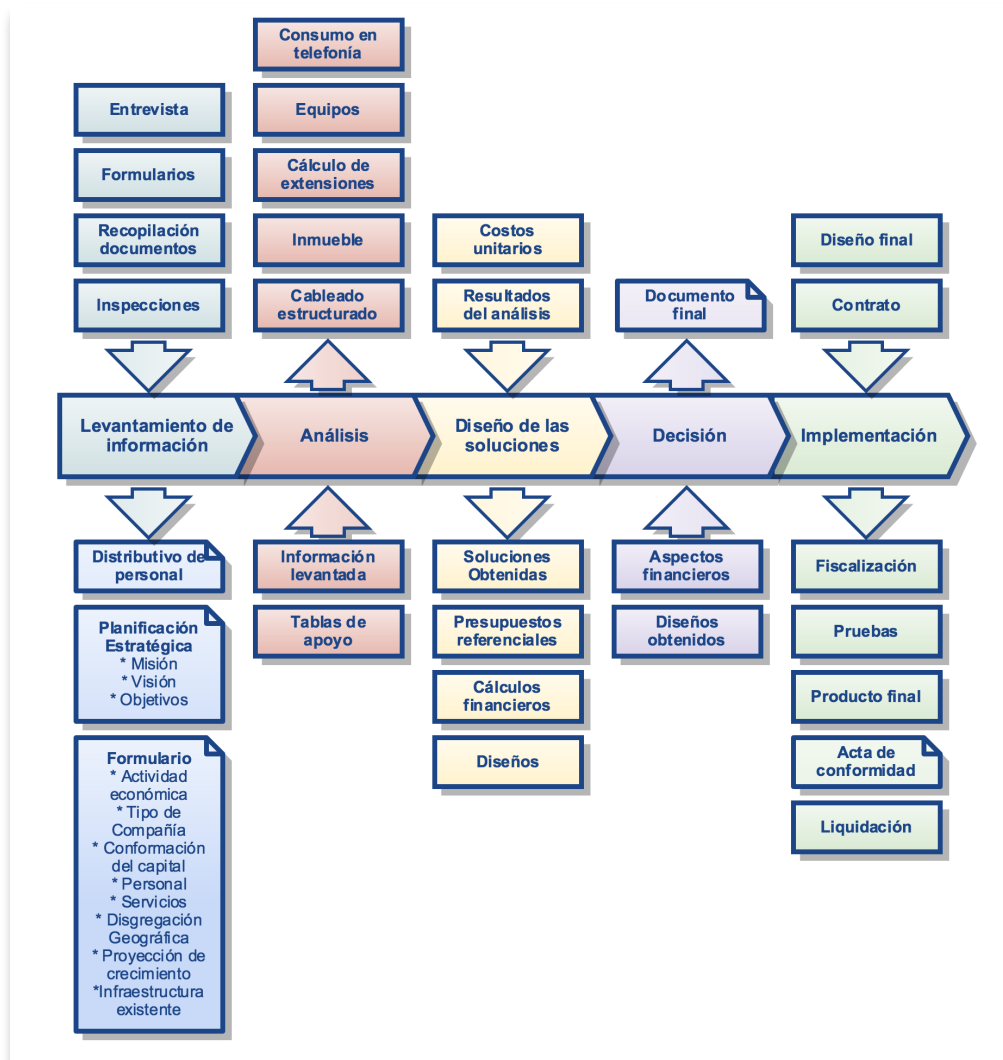 Consumo en
telefonía
Entrevista
Equipos
Formularios
Cálculo de
extensiones
Recopilación
documentos
Inmueble
Costos
unitarios
Diseño final
Inspecciones
Cableado
estructurado
Resultados
del análisis
Documento
final
Contrato
Levantamiento de
información
Análisis
Diseño de las
soluciones
Decisión
Implementación
Distributivo de
personal
Información
levantada
Soluciones
Obtenidas
Aspectos
financieros
Fiscalización
Planificación
Estratégica
* Misión
* Visión
* Objetivos
Tablas de
apoyo
Presupuestos
referenciales
Diseños
obtenidos
Pruebas
Cálculos
financieros
Producto final
Formulario
* Actividad
económica
* Tipo de
Compañía
* Conformación
del capital
* Personal
* Servicios
* Disgregación
Geográfica
* Proyección de
crecimiento
*Infraestructura
existente
Diseños
Acta de
conformidad
Liquidación